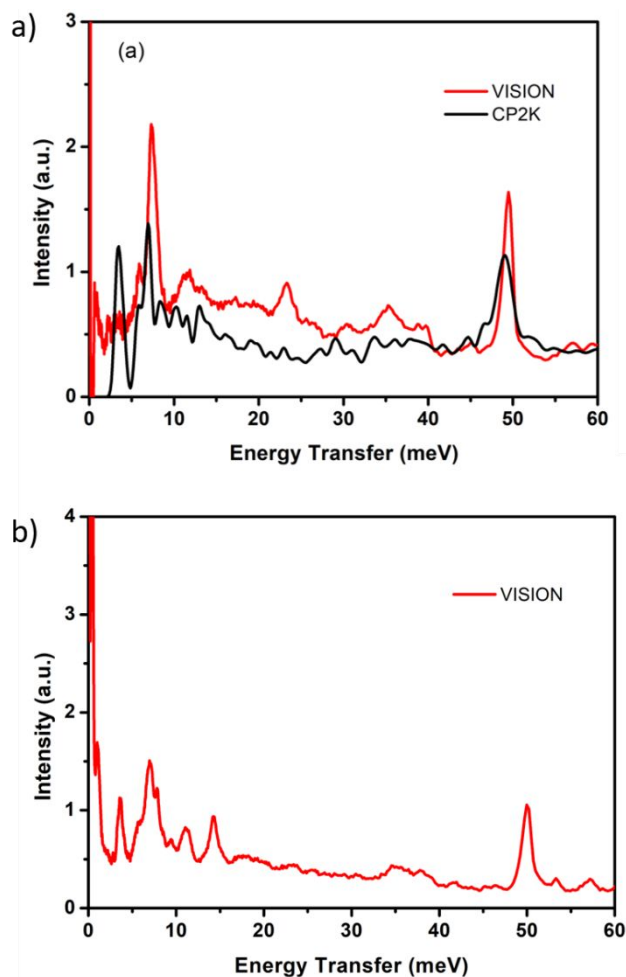 a)
(a)
3
2
1
0
VISION
CP2K
Intensity (a.u.)
0 10 20 30 40 50 60
Energy Transfer (meV)
b)
4
3
2
1
0
VISION
Intensity (a.u.)
0 10 20 30 40 50 60
Energy Transfer (meV)